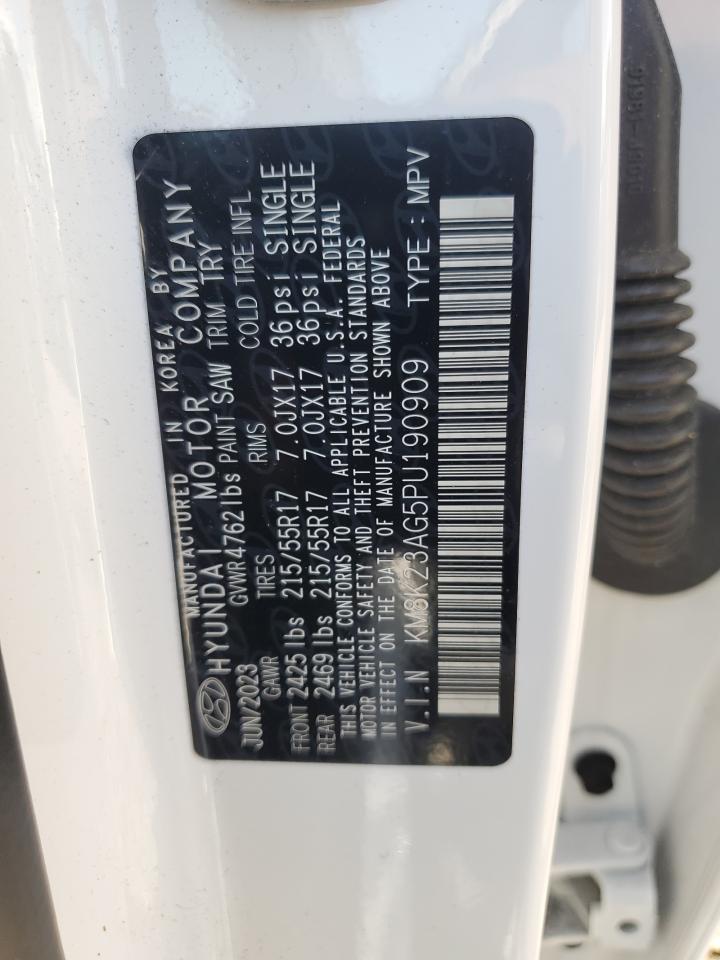 MANUFACTURED IN KOREA BY
HYUNDAI MOTOR COMPANY
GVWR 4762 lbs PAINT SAW TRIM TRY
JUN/2023
GAWR TIRES RIMS COLD TIRE INFL
FRONT 2425 lbs 215/55R17 7.0JX17 36psi SINGLE
REAR 2469 lbs 215/55R17 7.0JX17 36psi SINGLE
THIS VEHICLE CONFORMS TO ALL APPLICABLE U.S.A. FEDERAL
MOTOR VEHICLE SAFETY AND THEFT PREVENTION STANDARDS
IN EFFECT ON THE DATE OF MANUFACTURE SHOWN ABOVE
V.I.N KM8K23AG5PU190909 TYPE : MPV